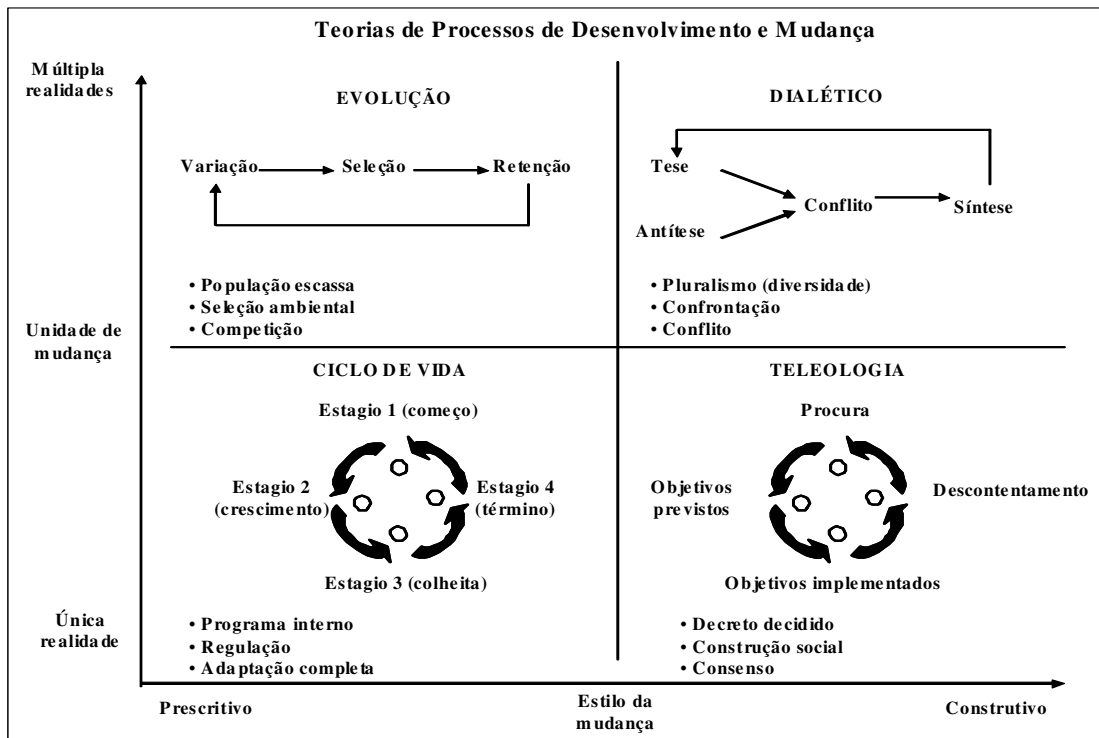 Teorias de Processos de Desenvolvimento e Mudança
Múltipla
realidades
EVOLUÇÃO
Variação
Seleção
Retenção
• População escassa
• Seleção ambiental
• Competição
DIALÉTICO
Tese
Antítese
Conflito
Síntese
• Pluralismo (diversidade)
• Confrontação
• Conflito
Unidade de
mudança
CICLO DE VIDA
Estagio 1 (começo)
Estagio 2
(crescimento)
Estagio 4
(término)
Estagio 3 (colheita)
• Programa interno
• Regulação
• Adaptação completa
TELEOLOGIA
Procura
Objetivos
previstos
Descontentamento
Objetivos implementados
• Decreto decidido
• Construção social
• Consenso
Única
realidade
Prescritivo
Estilo da
mudança
Construtivo